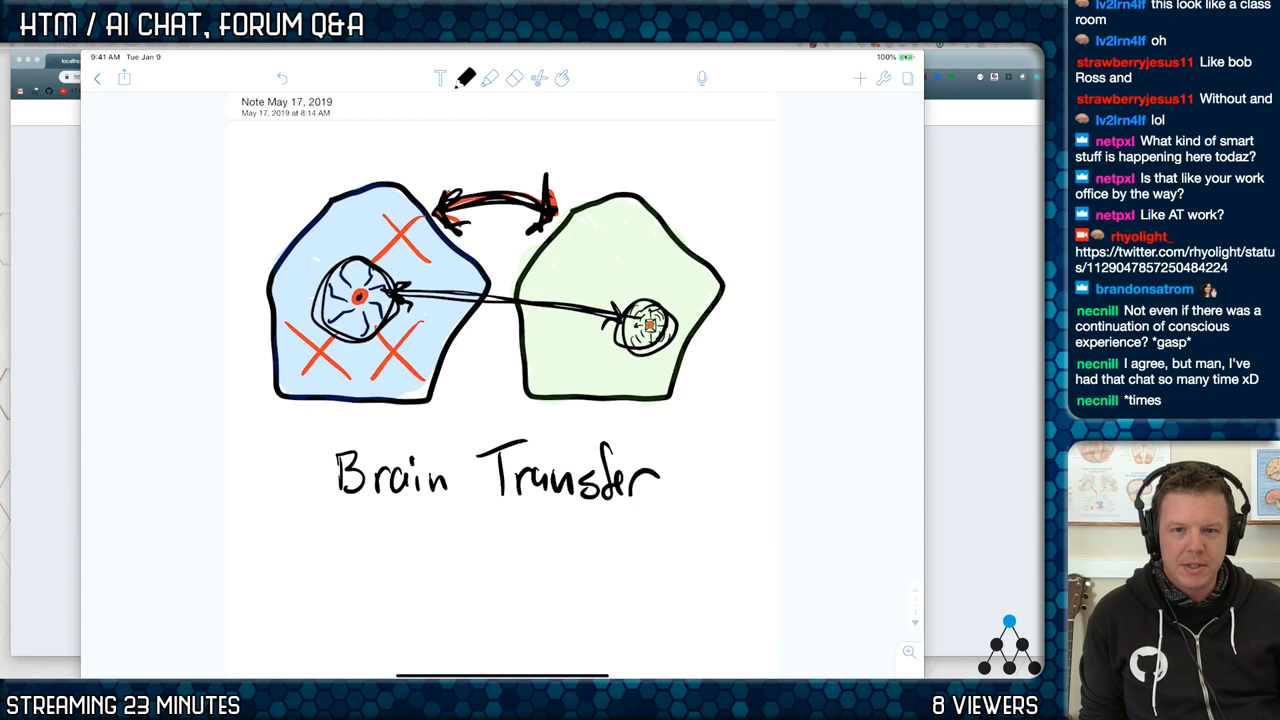 HTM / AI CHAT, FORUM Q&A
9:41 AM Tue Jan 9
100%
Note May 17, 2019
May 17, 2019 at 8:14 AM
T
Brain Transfer
lv2lrn4lf this look like a class
room
lv2lrn4lf oh
strawberryjesus11 Like bob
Ross and
strawberryjesus11 Without and
lv2lrn4lf lol
netpxl What kind of smart
stuff is happening here todaz?
netpxl Is that like your work
office by the way?
netpxl Like AT work?
rhyolight_
https://twitter.com/rhyolight/statu
s/1129047857250484224
brandonsatrom
necnill Not even if there was a
continuation of conscious
experience? *gasp*
necnill I agree, but man, I've
had that chat so many time xD
necnill *times
STREAMING 23 MINUTES
8 VIEWERS